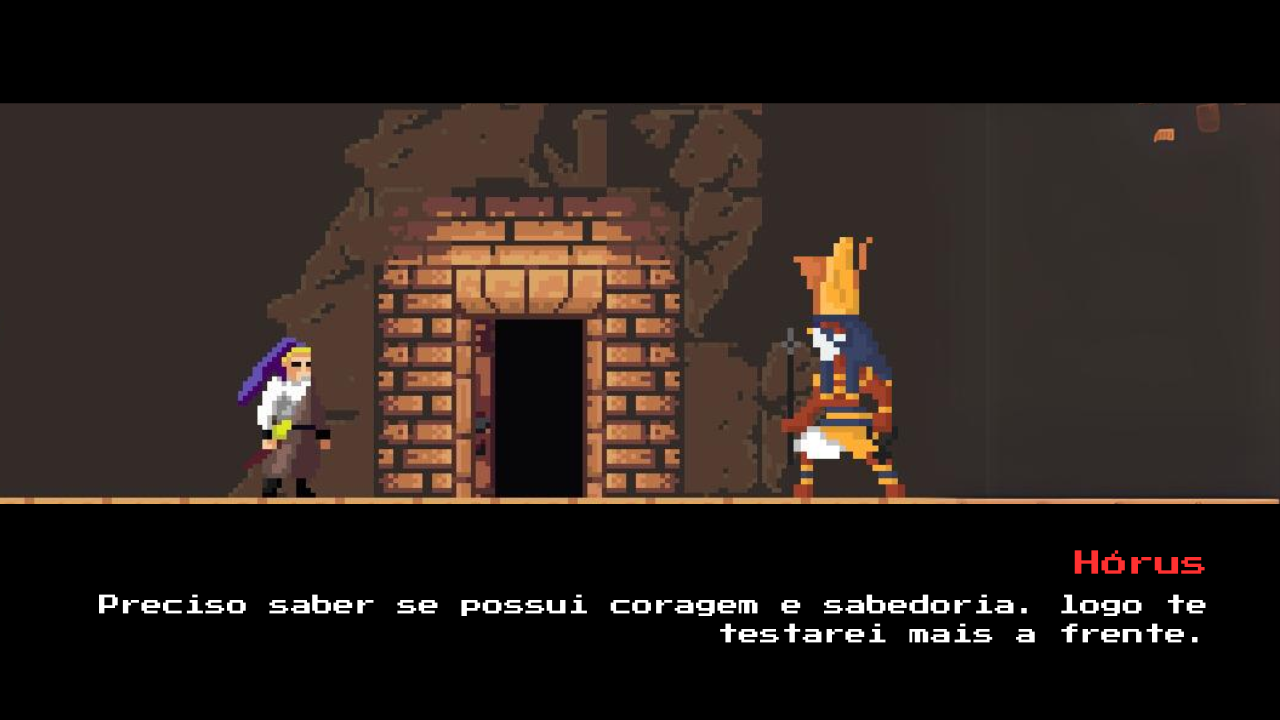 Hórus
Preciso saber se possui coragem e sabedoria. logo te
testarei mais a frente.